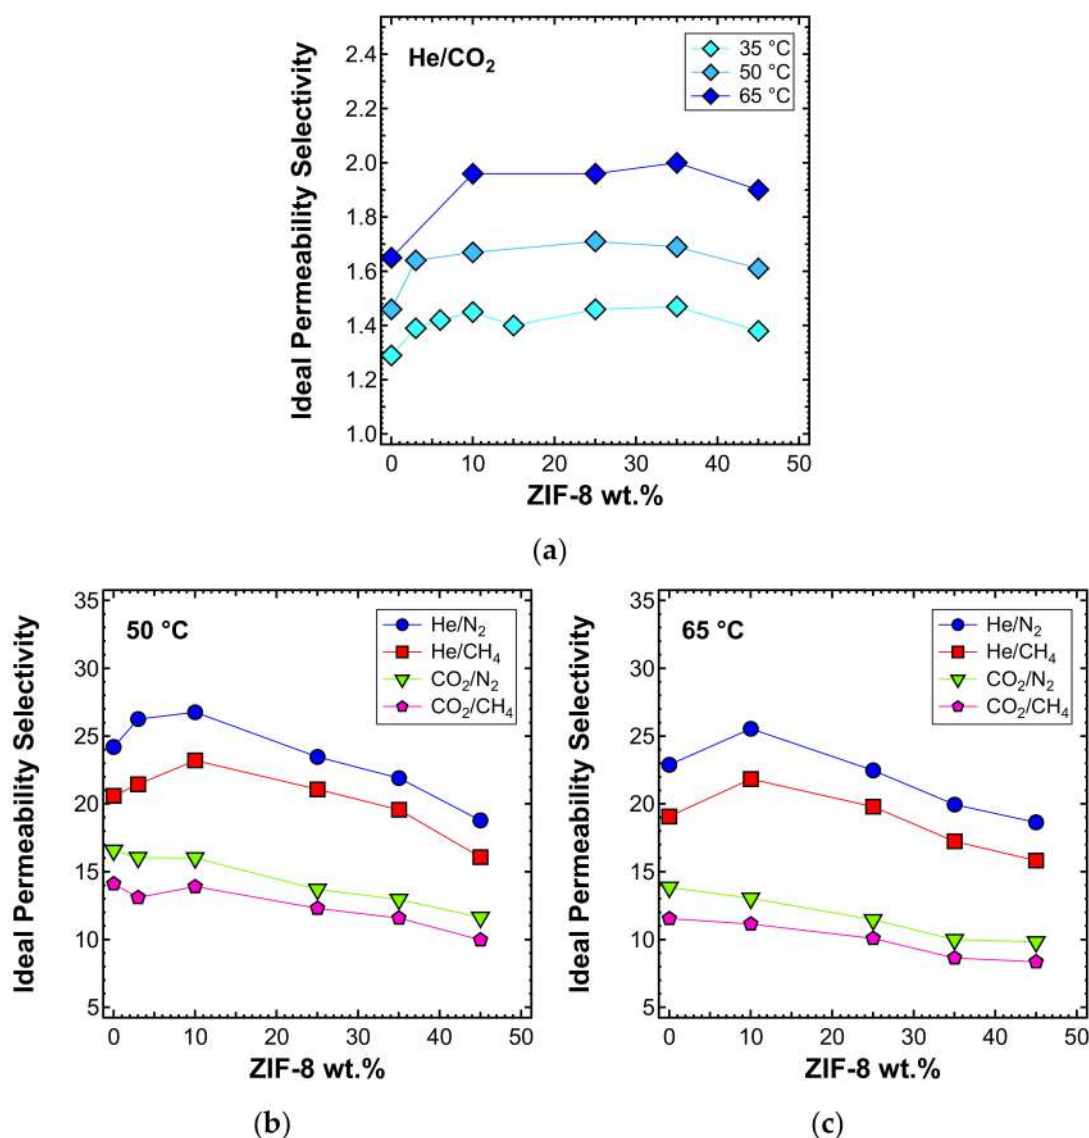 He/CO₂
35 °C
50 °C
65 °C
Ideal Permeability Selectivity
2.4
2.2
2.0
1.8
1.6
1.4
1.2
1.0
0 10 20 30 40 50
ZIF-8 wt.%
(a)
50 °C
He/N₂
He/CH₄
CO₂/N₂
CO₂/CH₄
Ideal Permeability Selectivity
35
30
25
20
15
10
5
0 10 20 30 40 50
ZIF-8 wt.%
(b)
65 °C
He/N₂
He/CH₄
CO₂/N₂
CO₂/CH₄
Ideal Permeability Selectivity
35
30
25
20
15
10
5
0 10 20 30 40 50
ZIF-8 wt.%
(c)